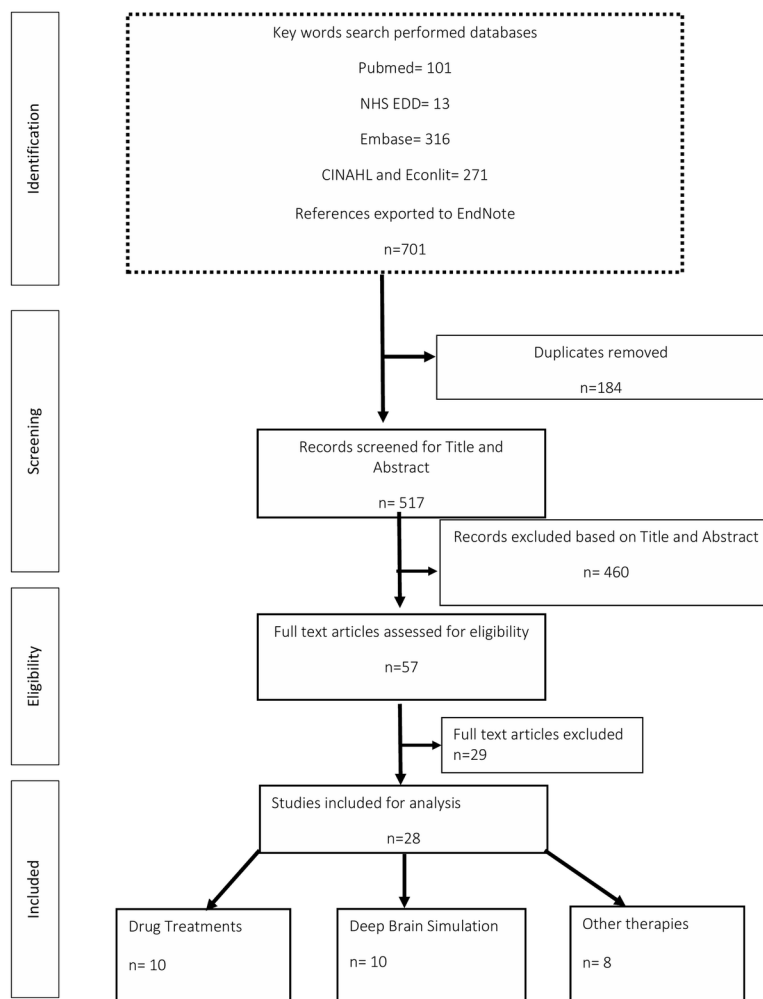 Identification
Key words search performed databases
Pubmed= 101
NHS EDD= 13
Embase= 316
CINAHL and Econlit= 271
References exported to EndNote
n=701
Screening
Duplicates removed
n=184
Records screened for Title and
Abstract
n= 517
Records excluded based on Title and Abstract
n= 460
Eligibility
Full text articles assessed for eligibility
n=57
Full text articles excluded
n=29
Included
Studies included for analysis
n=28
Drug Treatments
n= 10
Deep Brain Simulation
n= 10
Other therapies
n= 8